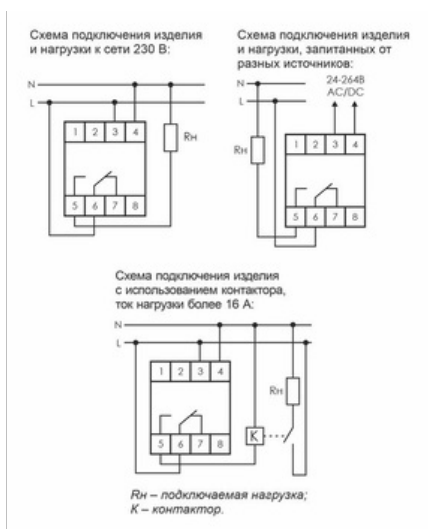 Схема подключения изделия
и нагрузки к сети 230 В:
N
L
1 2 3 4
Rн
5 6 7 8
Схема подключения изделия
и нагрузки, запитанных от
разных источников:
24-264В
AC/DC
N
L
1 2 3 4
Rн
5 6 7 8
Схема подключения изделия
с использованием контактора,
ток нагрузки более 16 А:
N
L
1 2 3 4
Rн
5 6 7 8
К
Rн – подключаемая нагрузка;
К – контактор.